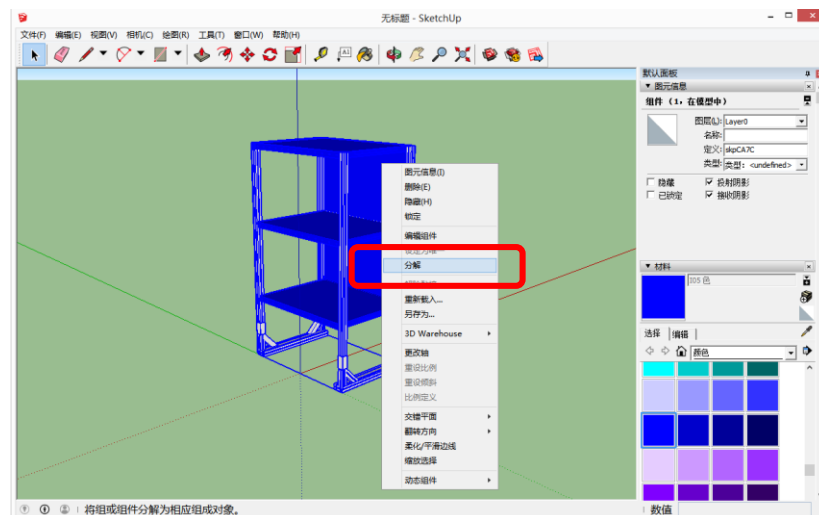 无标题 - SketchUp
文件(F) 编辑(E) 视图(V) 相机(C) 绘图(R) 工具(T) 窗口(W) 帮助(H)
默认面板
图元信息
组件 (1, 在模型中)
图层(L): Layer0
名称:
定义: skpCA7C
类型: 类型: <undefined>
隐藏 投射阴影
已锁定 接收阴影
图元信息(I)
删除(E)
隐藏(H)
锁定
编辑组件
分解
重新载入...
另存为...
3D Warehouse
更改轴
重设比例
重设倾斜
比例定义
交错平面
翻转方向
柔化/平滑边线
缩放选择
动态组件
材料
I05 色
选择 编辑
颜色
将组或组件分解为相应组成对象。
数值